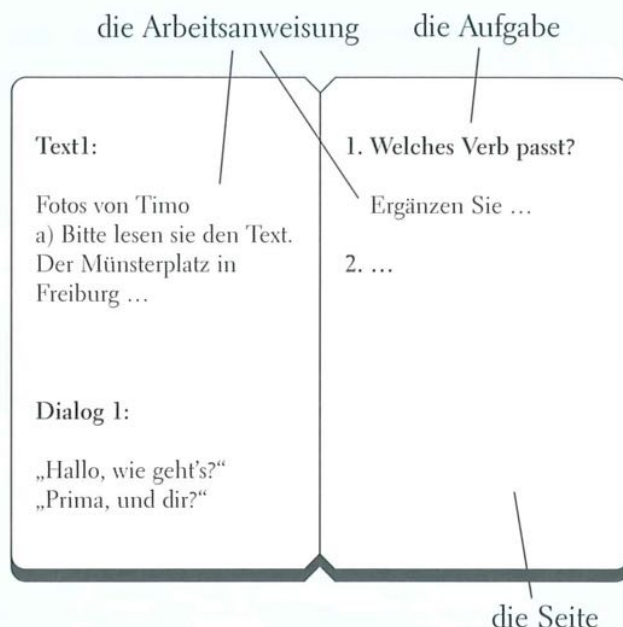 die Arbeitsanweisung
die Aufgabe
Text1:
Fotos von Timo
a) Bitte lesen sie den Text.
Der Münsterplatz in
Freiburg …
Dialog 1:
„Hallo, wie geht's?“
„Prima, und dir?“
1. Welches Verb passt?
Ergänzen Sie …
2. …
die Seite